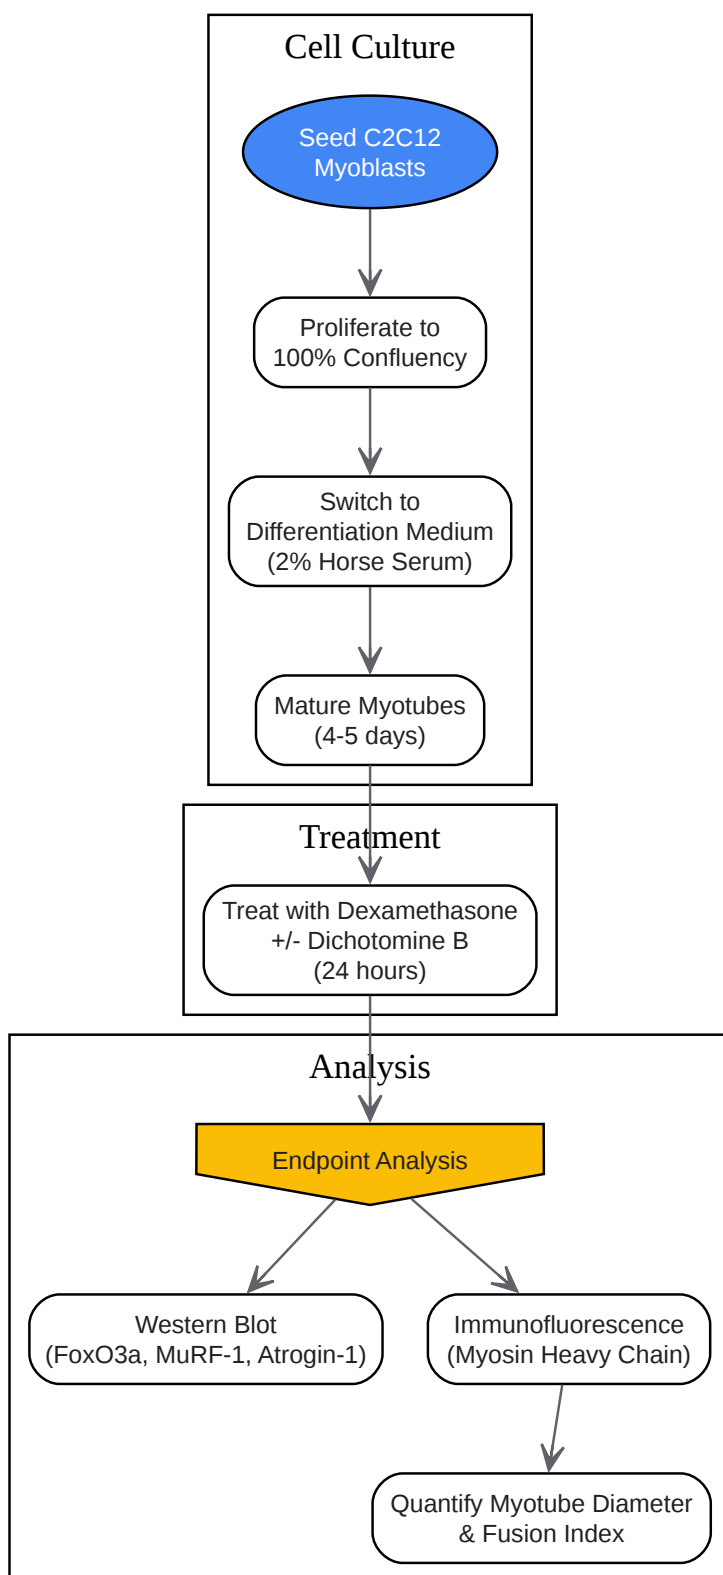 Cell Culture
Seed C2C12
Myoblasts
Proliferate to
100% Confluency
Switch to
Differentiation Medium
(2% Horse Serum)
Mature Myotubes
(4-5 days)
Treatment
Treat with Dexamethasone
+/- Dichotomine B
(24 hours)
Analysis
Endpoint Analysis
Western Blot
(FoxO3a, MuRF-1, Atrogin-1)
Immunofluorescence
(Myosin Heavy Chain)
Quantify Myotube Diameter
& Fusion Index